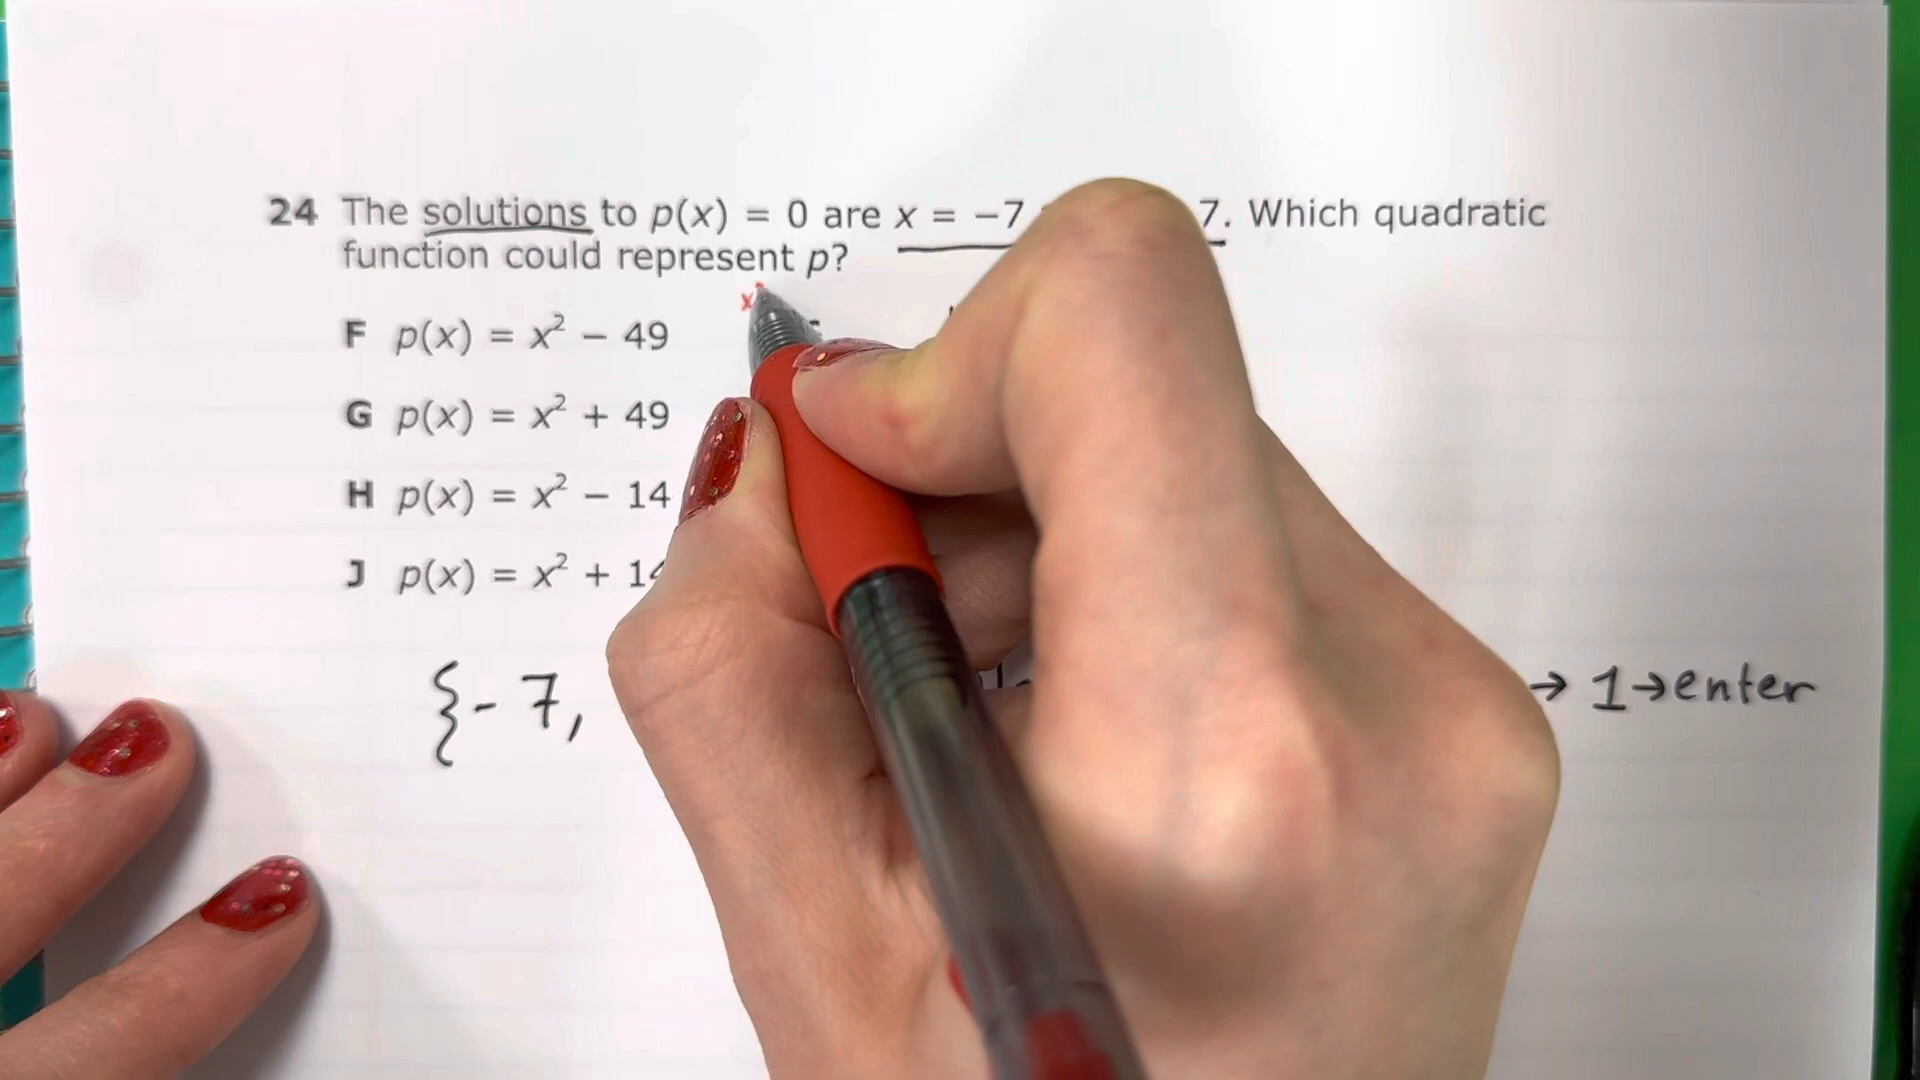 24 The solutions to p(x) = 0 are x = −7 7. Which quadratic
function could represent p?
x
F p(x) = x² − 49
G p(x) = x² + 49
H p(x) = x² − 14
J p(x) = x² + 14
{- 7, → 1→enter